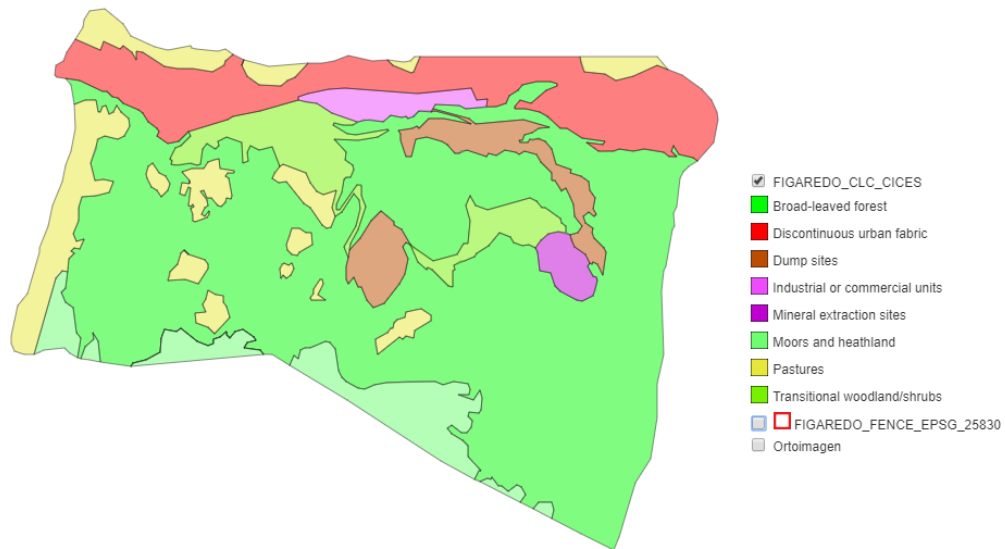 FIGAREDO_CLC_CICES
Broad-leaved forest
Discontinuous urban fabric
Dump sites
Industrial or commercial units
Mineral extraction sites
Moors and heathland
Pastures
Transitional woodland/shrubs
FIGAREDO_FENCE_EPSG_25830
Ortoimagen